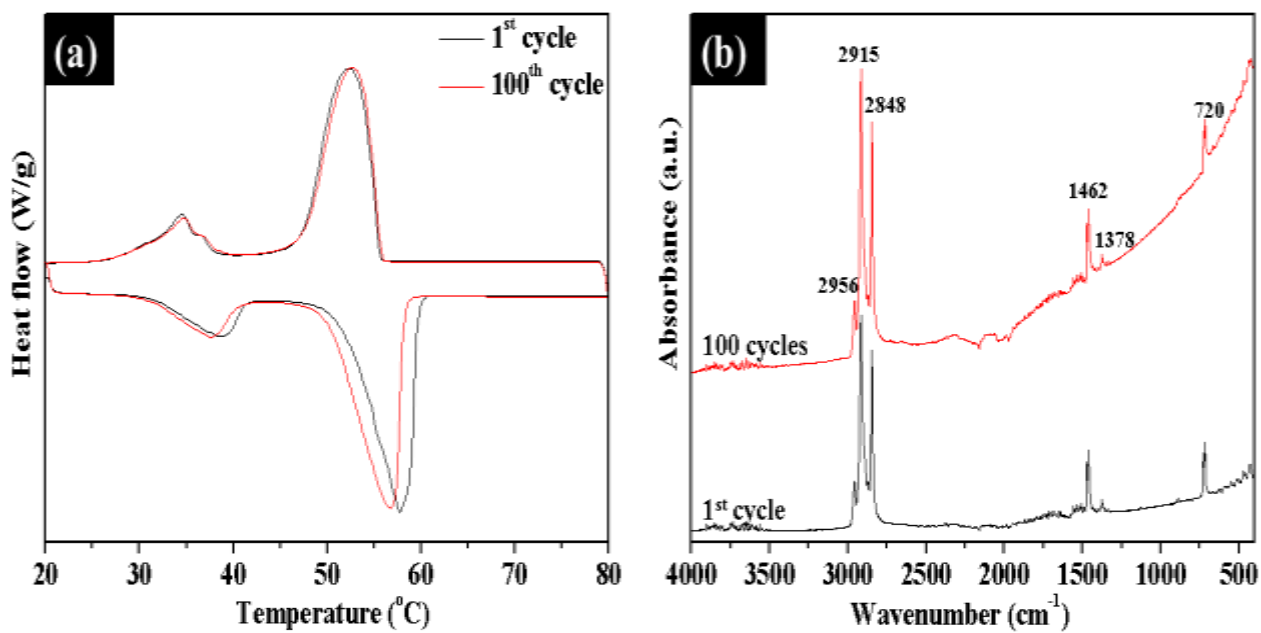 (a)
1st cycle
100th cycle
Heat flow (W/g)
20 30 40 50 60 70 80
Temperature (°C)
(b)
2915
2848
720
1462
1378
2956
100 cycles
1st cycle
Absorbance (a.u.)
4000 3500 3000 2500 2000 1500 1000 500
Wavenumber (cm-1)